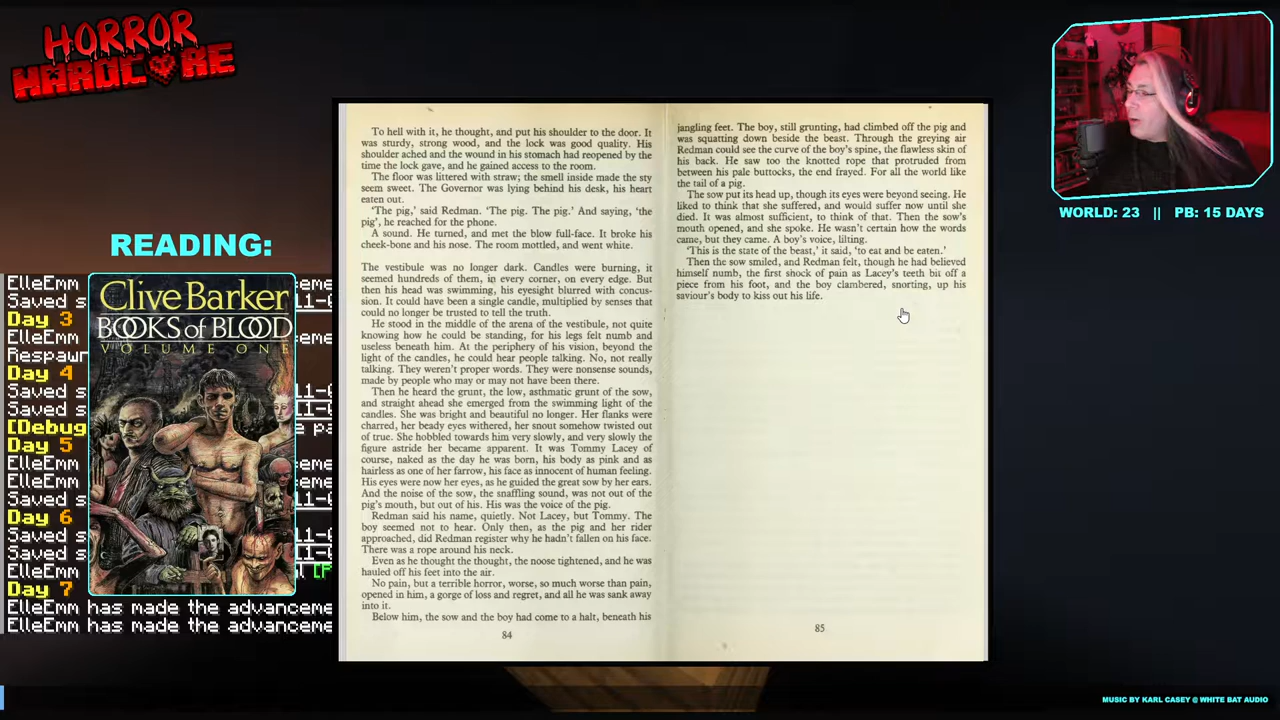 HORROR
HARDCORE
READING:
ElleEmm
Saved s
Day 3
ElleEmm
Respaw
Day 4
Saved s
Saved s
[Debug
Day 5
ElleEmm
ElleEmm
Saved s
Day 6
Saved s
Saved s
ElleEmm
Day 7
ElleEmm has made the advanceme
ElleEmm has made the advanceme
Clive Barker
BOOKS of BLOOD
VOLUME ONE
To hell with it, he thought, and put his shoulder to the door. It
was sturdy, strong wood, and the lock was good quality. His
shoulder ached and the wound in his stomach had reopened by the
time the lock gave, and he gained access to the room.
The floor was littered with straw; the smell inside made the sty
seem sweet. The Governor was lying behind his desk, his heart
eaten out.
'The pig,' said Redman. 'The pig. The pig.' And saying, 'the
pig', he reached for the phone.
A sound. He turned, and met the blow full-face. It broke his
cheek-bone and his nose. The room mottled, and went white.
The vestibule was no longer dark. Candles were burning, it
seemed hundreds of them, in every corner, on every edge. But
then his head was swimming, his eyesight blurred with concus-
sion. It could have been a single candle, multiplied by senses that
could no longer be trusted to tell the truth.
He stood in the middle of the arena of the vestibule, not quite
knowing how he could be standing, for his legs felt numb and
useless beneath him. At the periphery of his vision, beyond the
light of the candles, he could hear people talking. No, not really
talking. They weren't proper words. They were nonsense sounds,
made by people who may or may not have been there.
Then he heard the grunt, the low, asthmatic grunt of the sow,
and straight ahead she emerged from the swimming light of the
candles. She was bright and beautiful no longer. Her flanks were
charred, her beady eyes withered, her snout somehow twisted out
of true. She hobbled towards him very slowly, and very slowly the
figure astride her became apparent. It was Tommy Lacey of
course, naked as the day he was born, his body as pink and as
hairless as one of her farrow, his face as innocent of human feeling.
His eyes were now her eyes, as he guided the great sow by her ears.
And the noise of the sow, the snaffling sound, was not out of the
pig's mouth, but out of his. His was the voice of the pig.
Redman said his name, quietly. Not Lacey, but Tommy. The
boy seemed not to hear. Only then, as the pig and her rider
approached, did Redman register why he hadn't fallen on his face.
There was a rope around his neck.
Even as he thought the thought, the noose tightened, and he was
hauled off his feet into the air.
No pain, but a terrible horror, worse, so much worse than pain,
opened in him, a gorge of loss and regret, and all he was sank away
into it.
Below him, the sow and the boy had come to a halt, beneath his
84
jangling feet. The boy, still grunting, had climbed off the pig and
was squatting down beside the beast. Through the greying air
Redman could see the curve of the boy's spine, the flawless skin of
his back. He saw too the knotted rope that protruded from
between his pale buttocks, the end frayed. For all the world like
the tail of a pig.
The sow put its head up, though its eyes were beyond seeing. He
liked to think that she suffered, and would suffer now until she
died. It was almost sufficient, to think of that. Then the sow's
mouth opened, and she spoke. He wasn't certain how the words
came, but they came. A boy's voice, lilting.
'This is the state of the beast,' it said, 'to eat and be eaten.'
Then the sow smiled, and Redman felt, though he had believed
himself numb, the first shock of pain as Lacey's teeth bit off a
piece from his foot, and the boy clambered, snorting, up his
saviour's body to kiss out his life.
85
WORLD: 23 || PB: 15 DAYS
MUSIC BY KARL CASEY @ WHITE BAT AUDIO